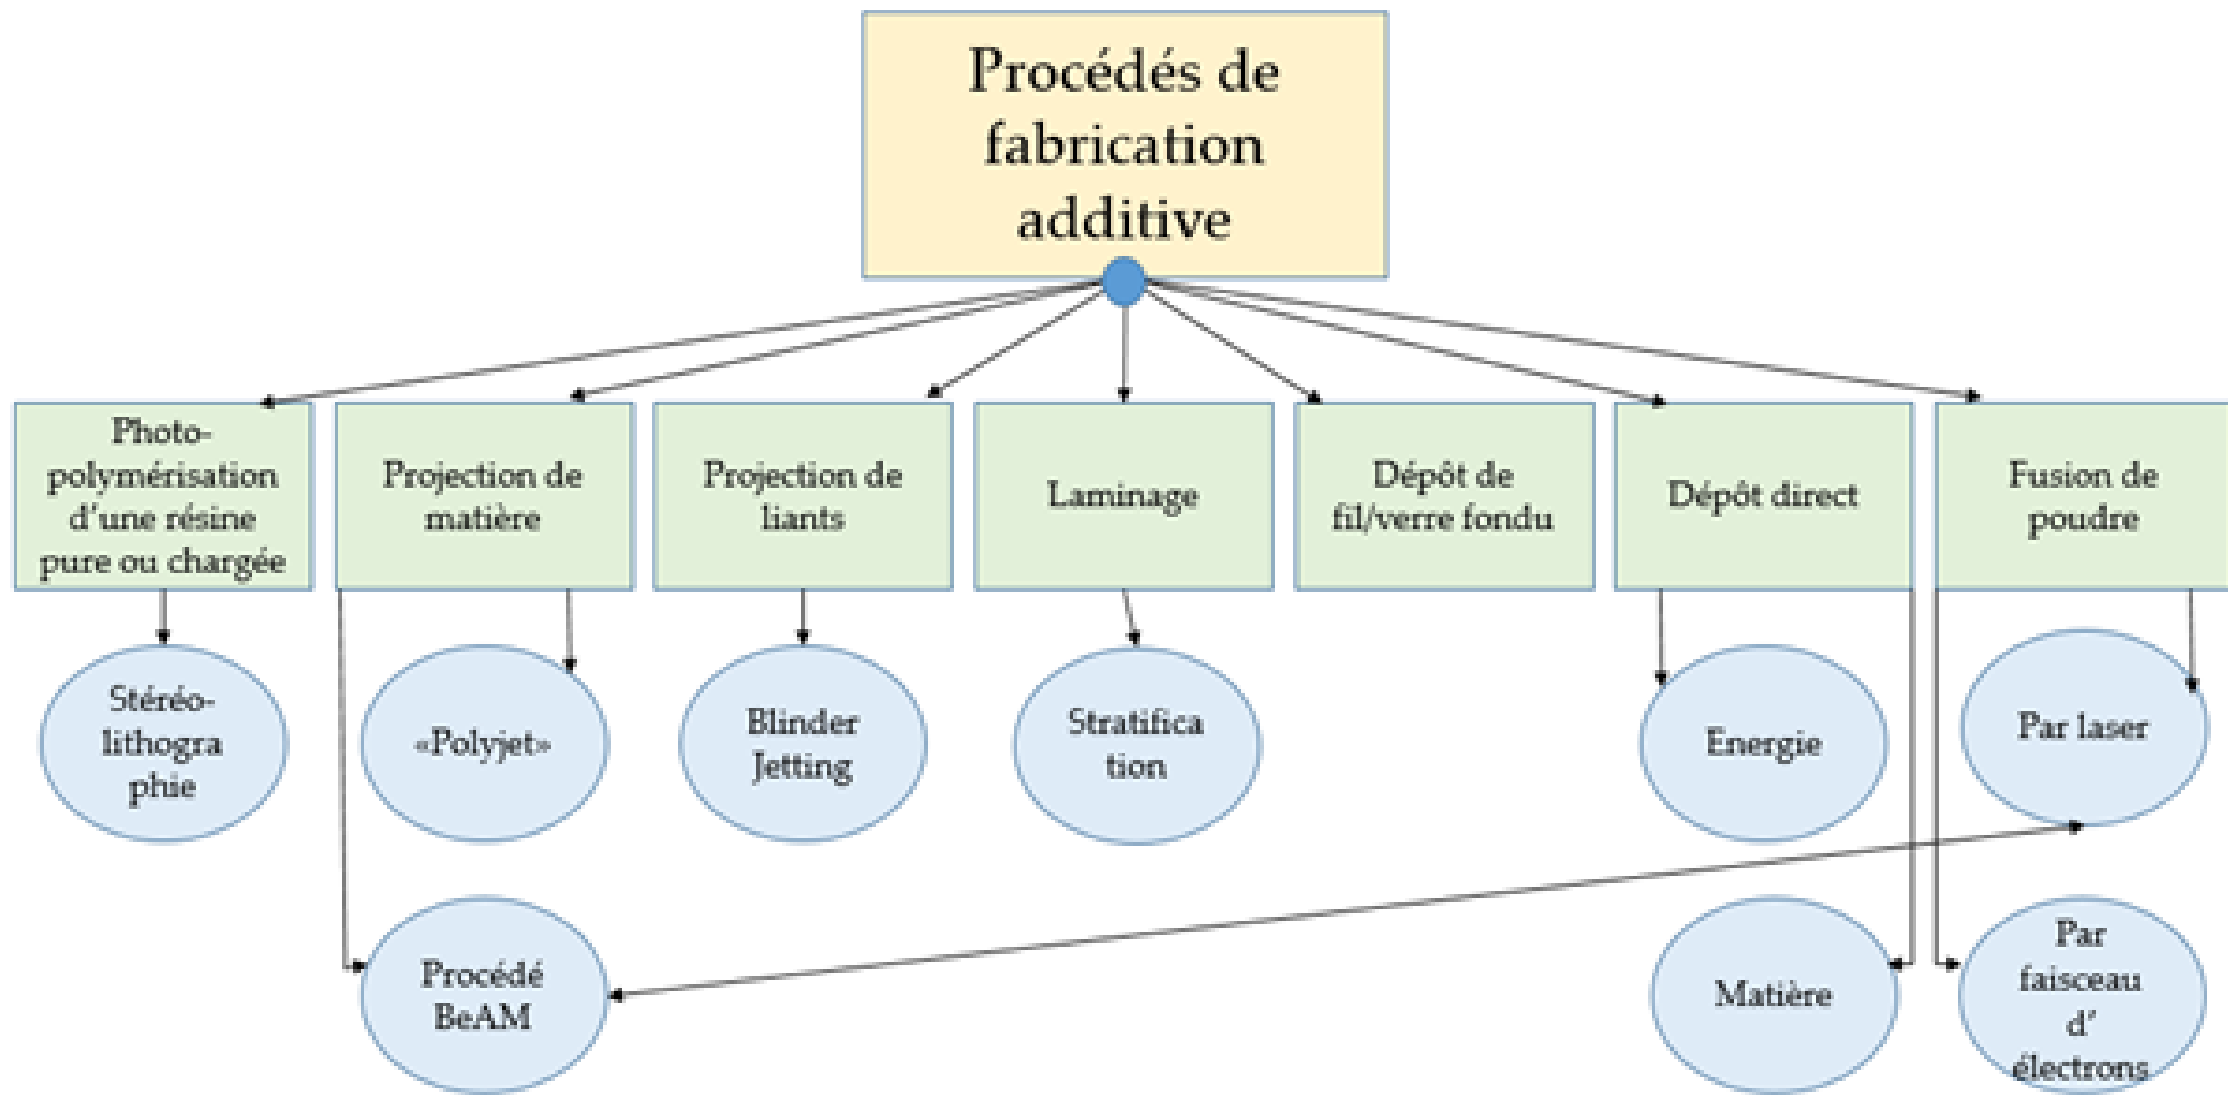 Procédés de
fabrication
additive
Photo-
polymérisation
d'une résine
pure ou chargée
Projection de
matière
Projection de
liants
Laminage
Dépôt de
fil/verre fondu
Dépôt direct
Fusion de
poudre
Stéréo-
lithogra
phie
«Polyjet»
Blinder
Jetting
Stratifica
tion
Energie
Par laser
Procédé
BeAM
Matière
Par
faisceau
d'
électrons